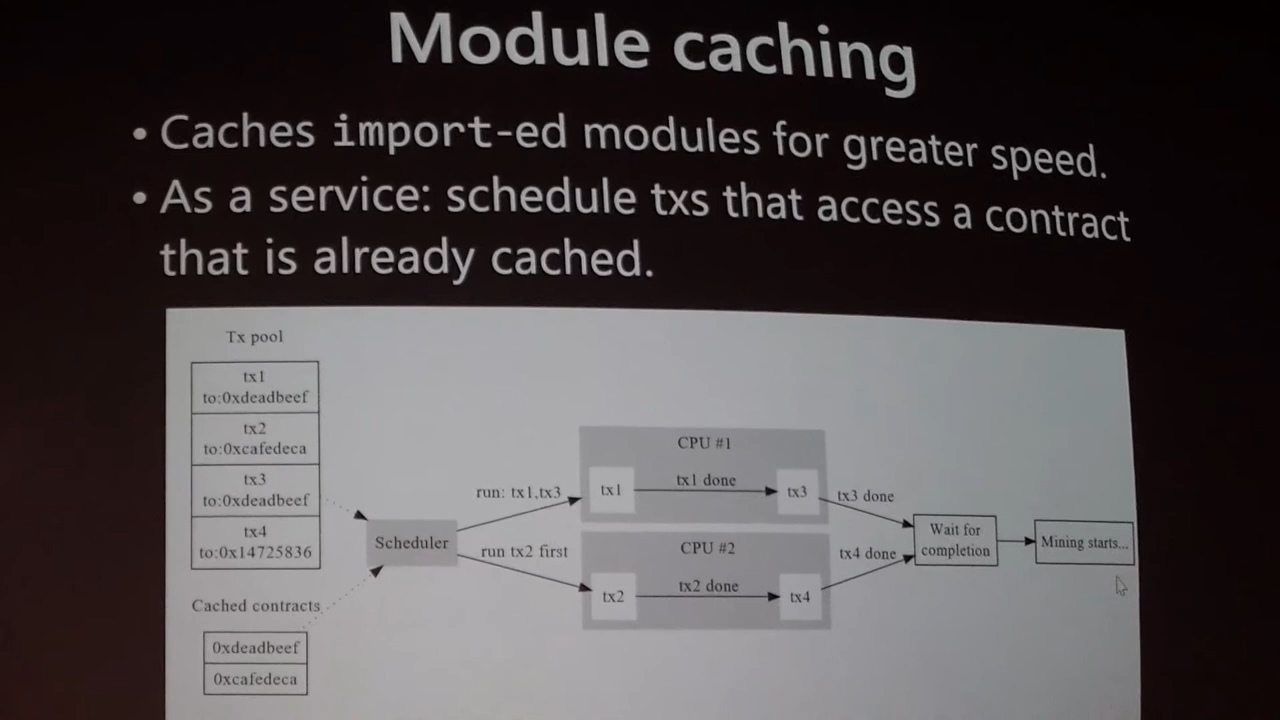 Module caching
• Caches import-ed modules for greater speed.
• As a service: schedule txs that access a contract
that is already cached.
Tx pool
tx1
to:0xdeadbeef
tx2
to:0xcafedeca
tx3
to:0xdeadbeef
tx4
to:0x14725836
Cached contracts
0xdeadbeef
0xcafedeca
Scheduler
run: tx1,tx3
run tx2 first
CPU #1
tx1
tx1 done
tx3
CPU #2
tx2
tx2 done
tx4
tx3 done
tx4 done
Wait for
completion
Mining starts...